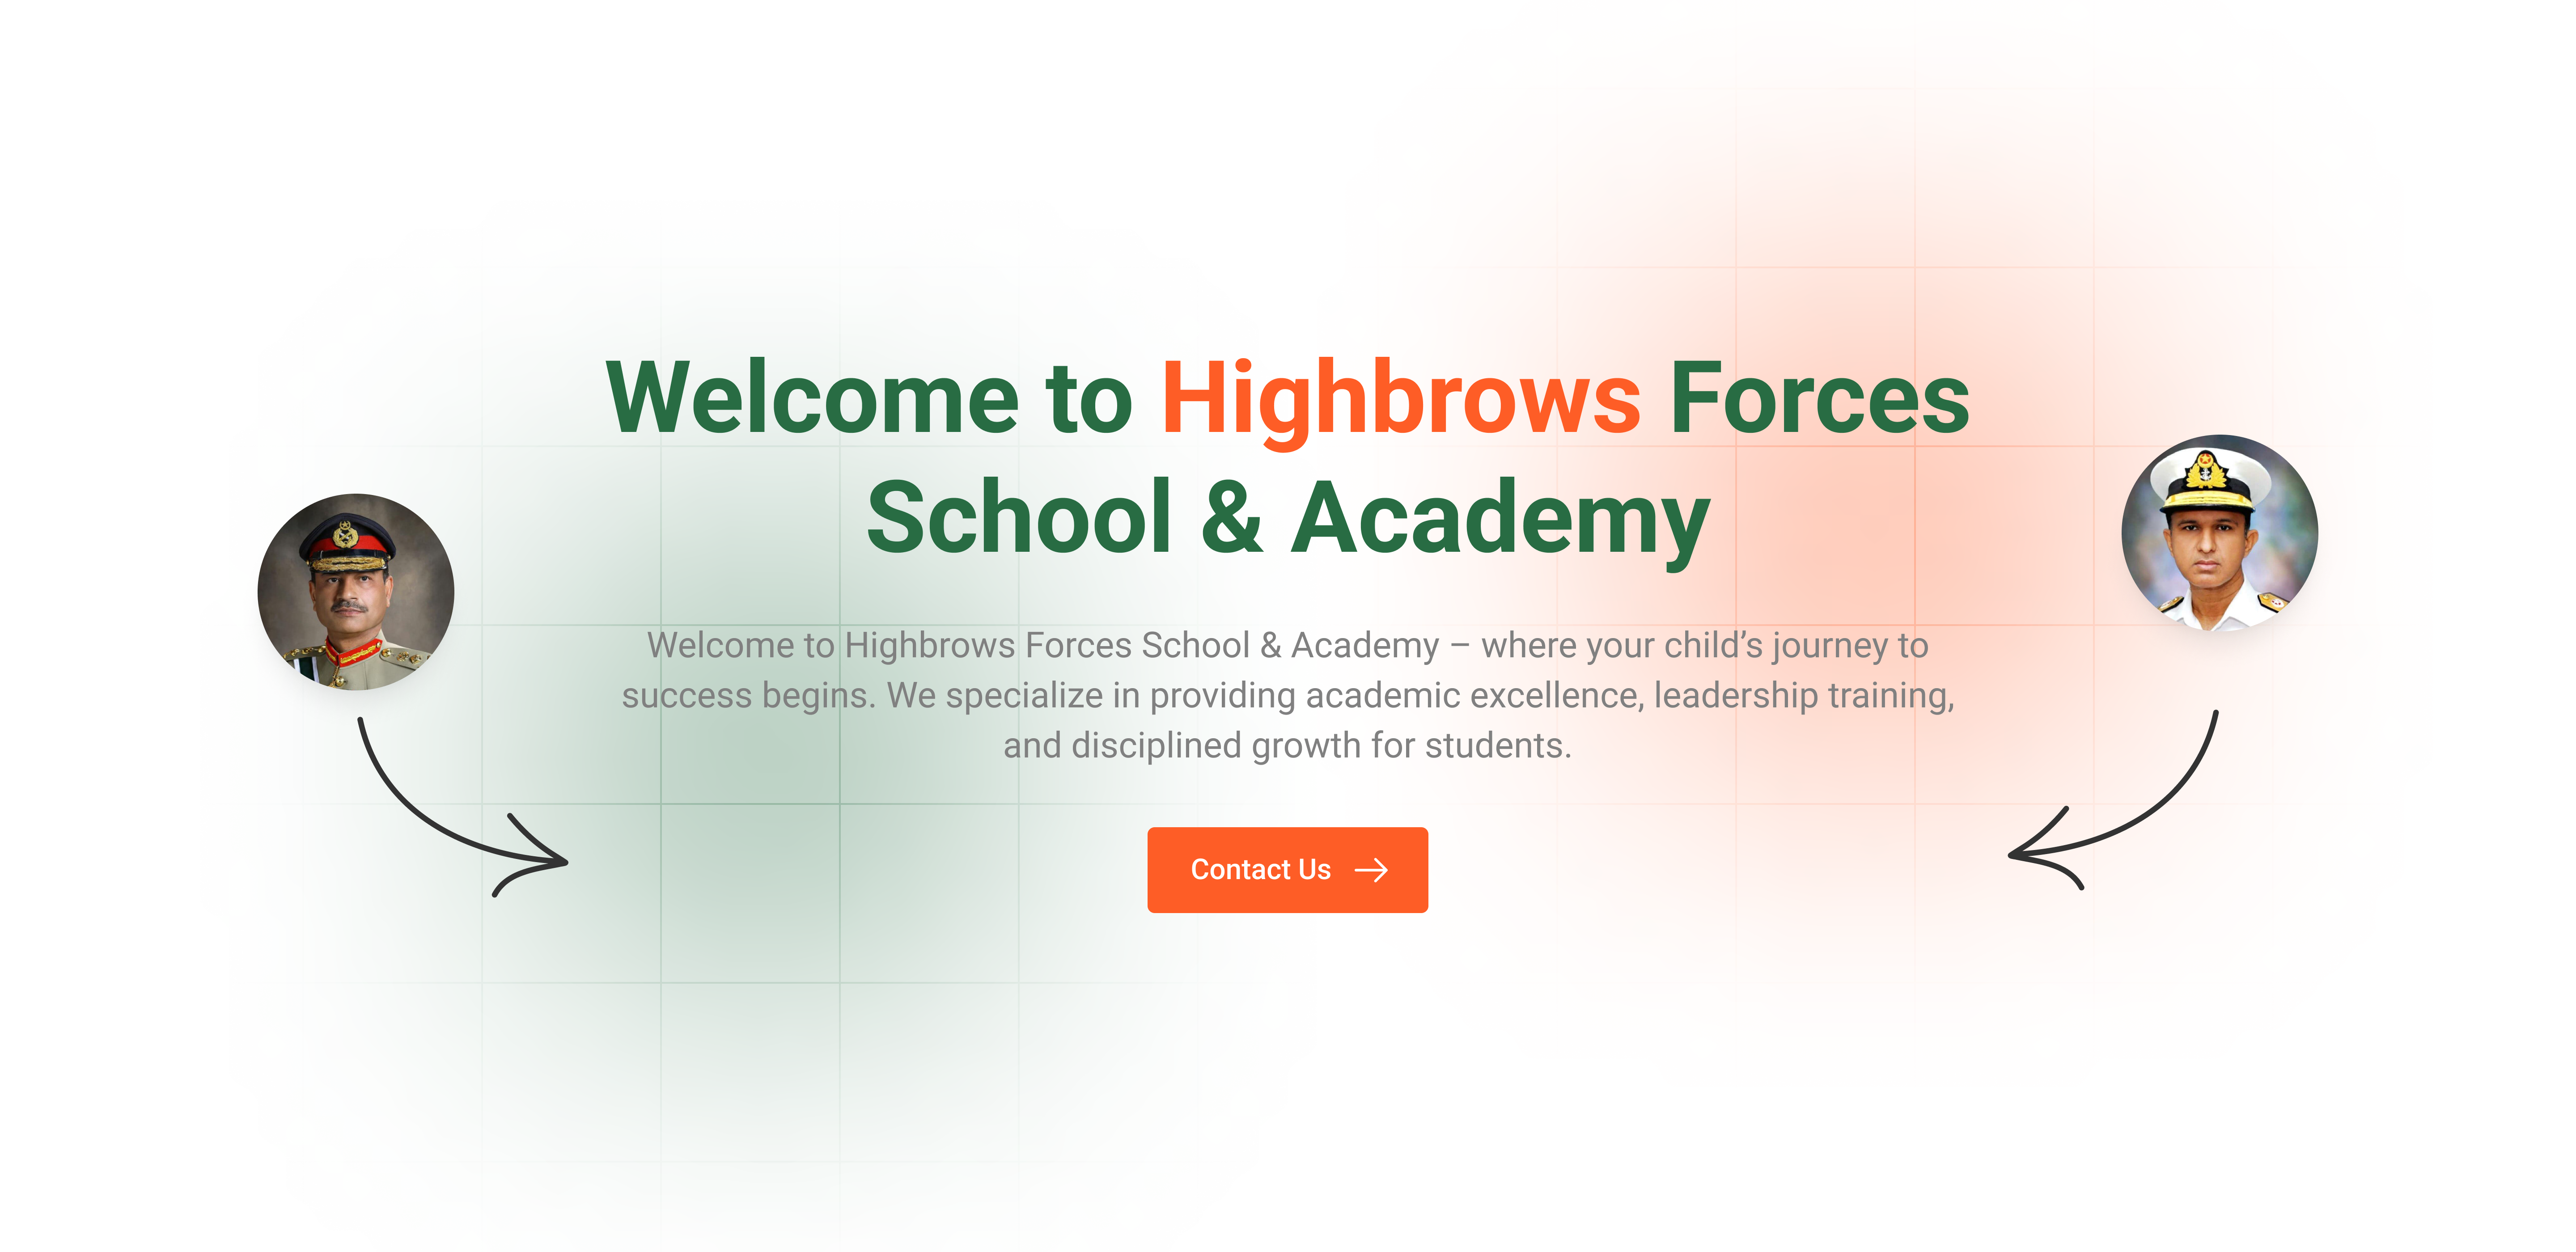 Welcome to Highbrows Forces
School & Academy
Welcome to Highbrows Forces School & Academy – where your child’s journey to
success begins. We specialize in providing academic excellence, leadership training,
and disciplined growth for students.
Contact Us